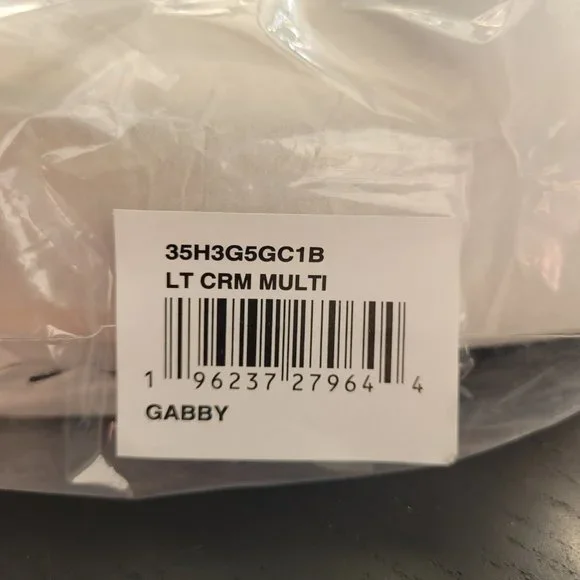 35H3G5GC1B
LT CRM MULTI
1 96237 27964 4
GABBY